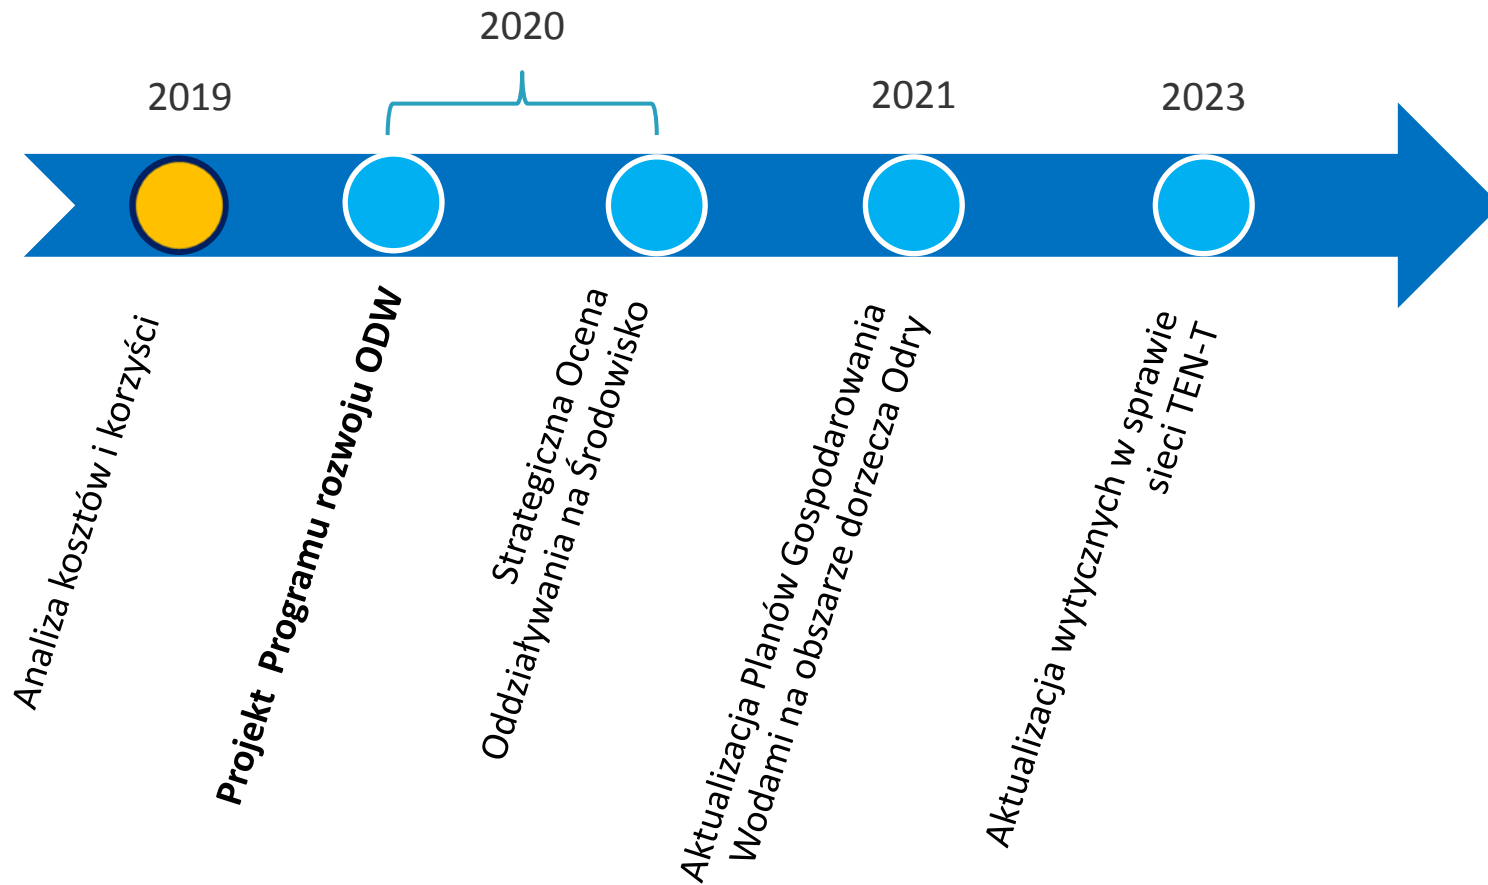 2020
2019
2021
2023
Analiza kosztów i korzyści
Projekt Programu rozwoju ODW
Strategiczna Ocena
Oddziaływania na Środowisko
Aktualizacja Planów Gospodarowania
Wodami na obszarze dorzecza Odry
Aktualizacja wytycznych w sprawie
sieci TEN-T